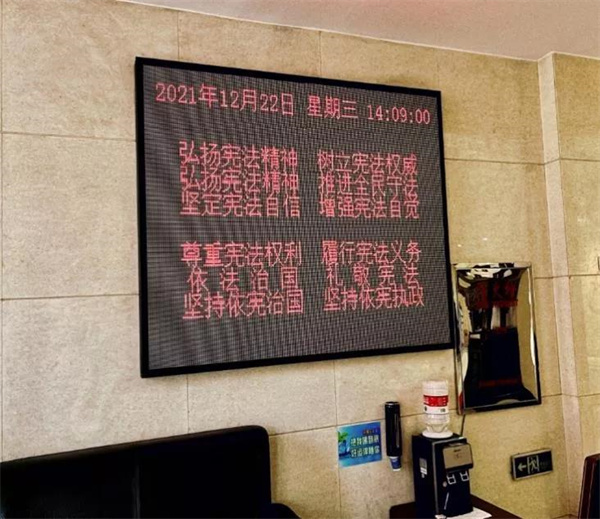 2021年12月22日 星期三 14:09:00
弘扬宪法精神 树立宪法权威
弘扬宪法精神 推进全民守法
坚定宪法自信 增强宪法自觉
尊重宪法权利 履行宪法义务
依法治国 礼敬宪法
坚持依宪治国 坚持依宪执政